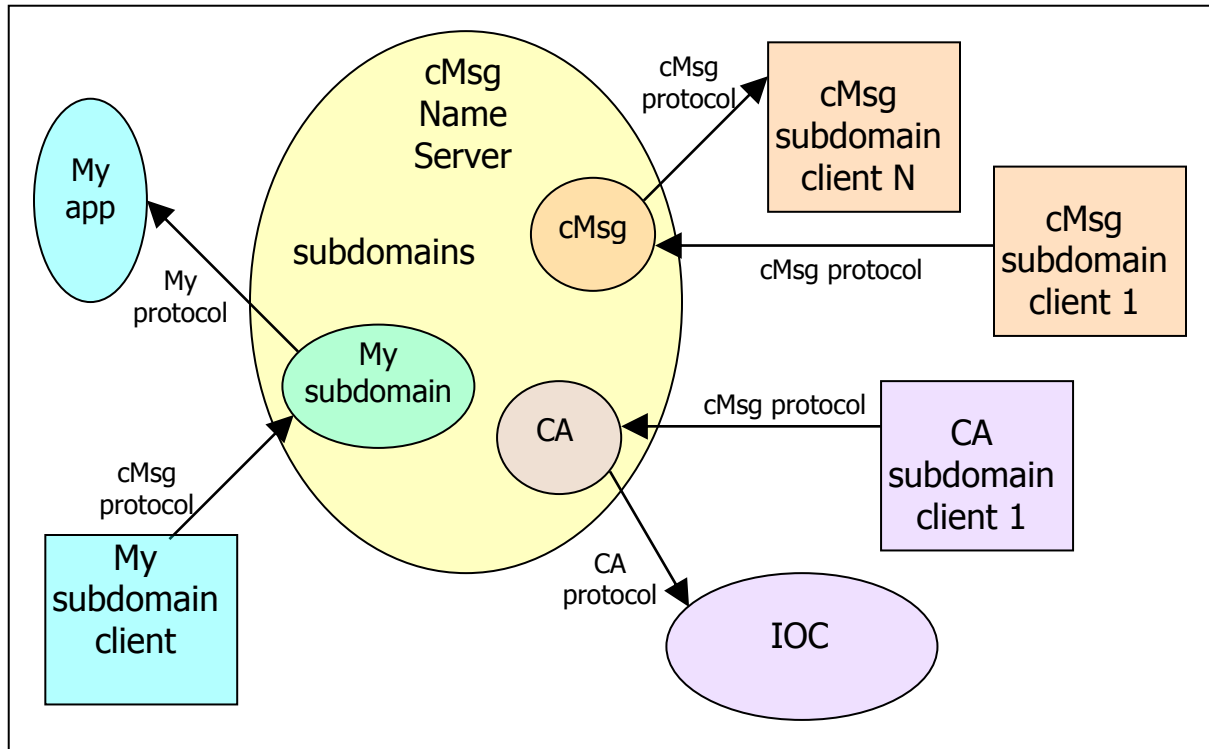 cMsg
Name
Server
subdomains
My
app
My
protocol
My
subdomain
cMsg
protocol
My
subdomain
client
cMsg
cMsg
protocol
cMsg
subdomain
client N
cMsg protocol
cMsg
subdomain
client 1
CA
cMsg protocol
CA
subdomain
client 1
CA
protocol
IOC